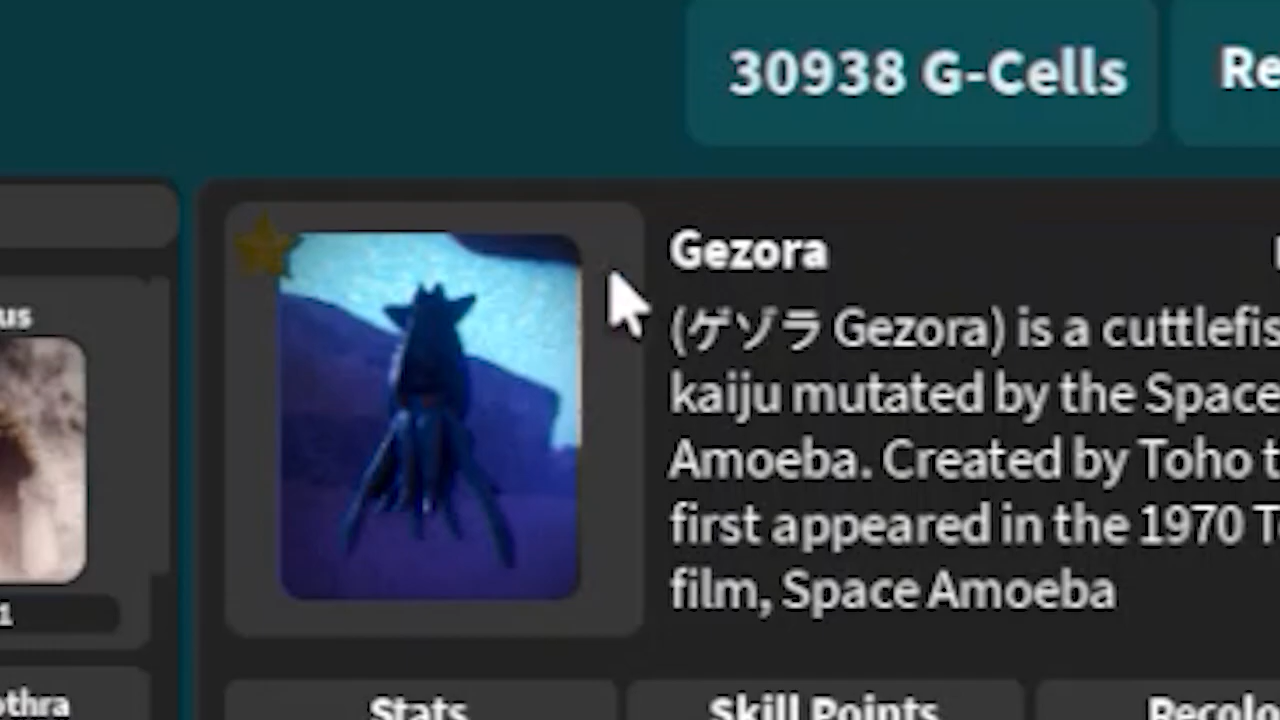 30938 G-Cells
Re
us
Gezora
(ゲゾラ Gezora) is a cuttlefis
kaiju mutated by the Space
Amoeba. Created by Toho t
first appeared in the 1970 T
film, Space Amoeba
1
othra
Stats
Skill Points
Recolo